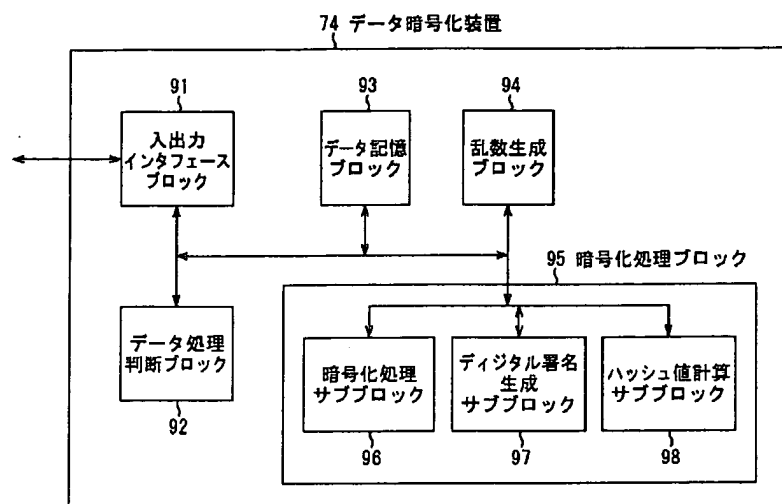 74 データ暗号化装置
91
93
94
入出力
インタフェース
ブロック
データ記憶
ブロック
乱数生成
ブロック
95 暗号化処理ブロック
データ処理
判断ブロック
92
暗号化処理
サブブロック
ディジタル署名
生成
サブブロック
ハッシュ値計算
サブブロック
96
97
98